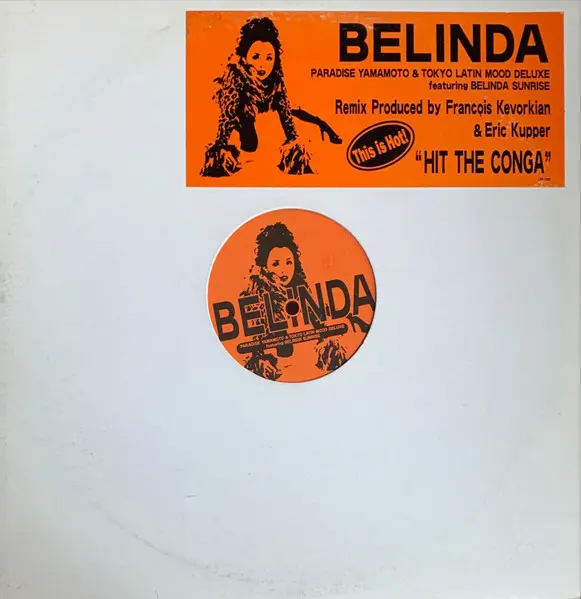 BELINDA
PARADISE YAMAMOTO & TOKYO LATIN MOOD DELUXE
featuring BELINDA SUNRISE
Remix Produced by Francọis Kevorkian
& Eric Kupper
This is Hot!
“HIT THE CONGA”
BELINDA
PARADISE YAMAMOTO & TOKYO LATIN MOOD DELUXE
featuring BELINDA SUNRISE